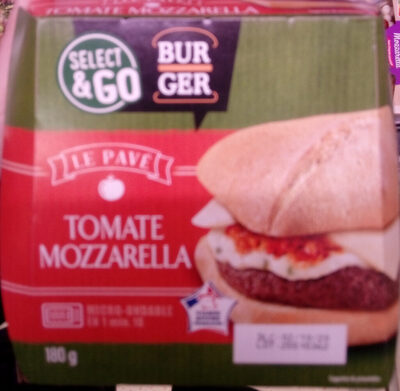 TOMATE MOZZARELLA
SELECT
&GO
BUR
GER
LE PAVÉ
TOMATE
MOZZARELLA
MICRO-ONDABLE
180 g